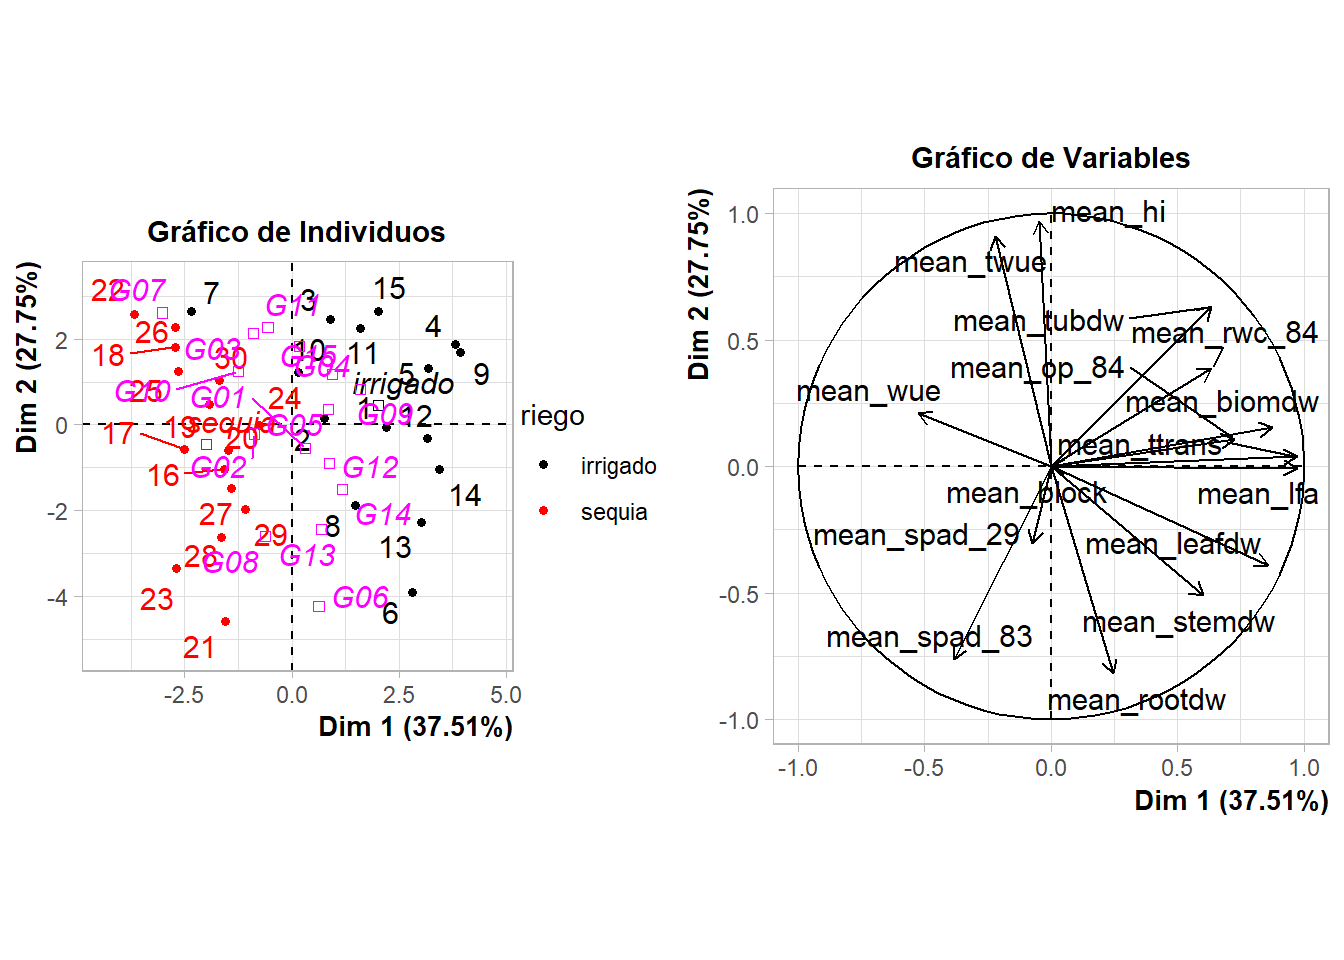 Gráfico de Individuos
Dim 2 (27.75%)
2
0
-2
-4
-2.5
0.0
2.5
5.0
Dim 1 (37.51%)
22
G07
7
3
G11
15
4
26
18
G03
30
10
G15
G04
11
5
9
irrigado
G10
25
G01
24
1
G09
12
17
19
sequia
20
G05
2
16
G02
G12
14
27
29
8
G14
13
28
G08
G13
23
G06
6
21
riego
irrigado
sequia
Gráfico de Variables
Dim 2 (27.75%)
1.0
0.5
0.0
-0.5
-1.0
-1.0
-0.5
0.0
0.5
1.0
Dim 1 (37.51%)
mean_hi
mean_twue
mean_tubdw
mean_rwc_84
mean_op_84
mean_wue
mean_biomdw
mean_ttrans
mean_block
mean_lfa
mean_spad_29
mean_leafdw
mean_stemdw
mean_spad_83
mean_rootdw